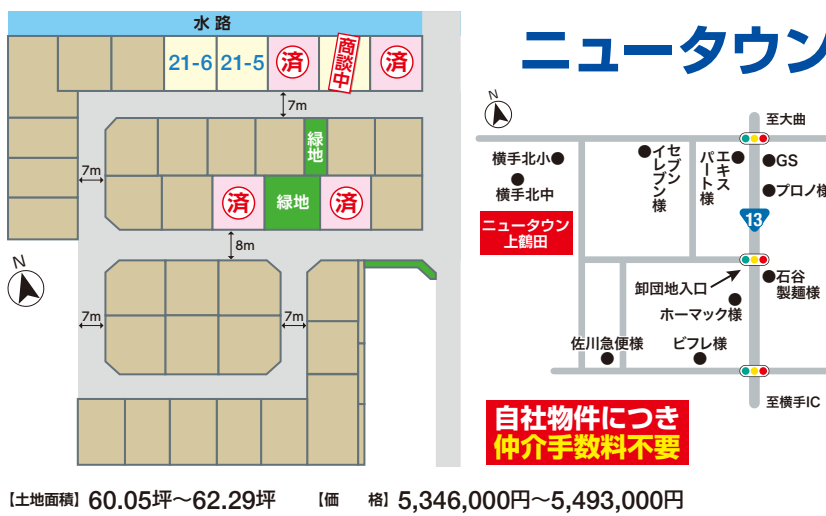 水路
21-6
21-5
済
商談中
済
7m
緑地
7m
済
緑地
済
8m
N
7m
7m
ニュータウン
N
至大曲
横手北小
横手北中
セブンイレブン様
エキスパート様
GS
プロノ様
ニュータウン
上鶴田
13
卸団地入口
石谷
製麺様
ホーマック様
佐川急便様
ビフレ様
至横手IC
自社物件につき
仲介手数料不要
【土地面積】60.05坪～62.29坪 【価 格】5,346,000円～5,493,000円